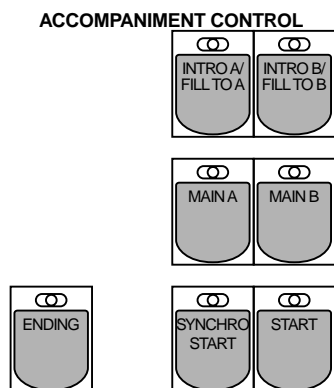 ACCOMPANIMENT CONTROL
INTRO A/
FILL TO A
INTRO B/
FILL TO B
MAIN A
MAIN B
ENDING
SYNCHRO
START
START